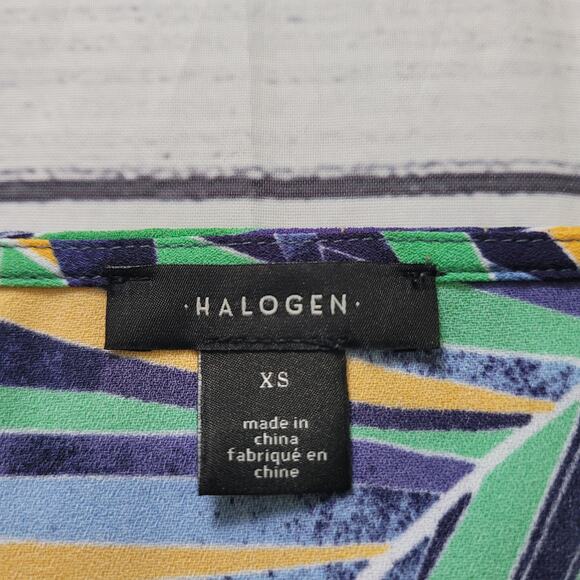 ·HALOGEN·
XS
made in
china
fabriqué en
chine